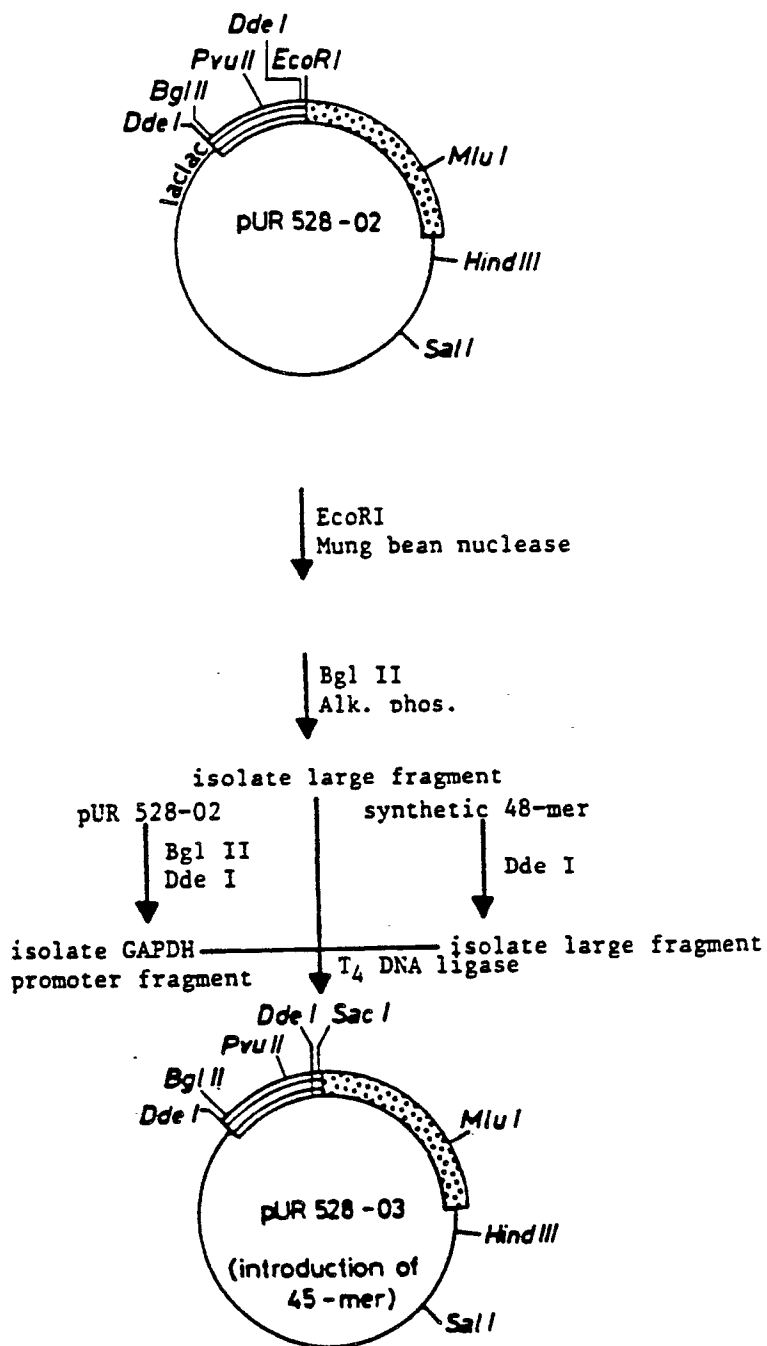 Dde I
Pvu II EcoR I
Bgl II
Dde I
laclac
Mlu I
pUR 528-02
Hind III
Sal I
EcoRI
Mung bean nuclease
Bgl II
Alk. phos.
isolate large fragment
pUR 528-02 synthetic 48-mer
Bgl II
Dde I
Dde I
isolate GAPDH isolate large fragment
promoter fragment T4 DNA ligase
Dde I Sac I
Pvu II
Bgl II
Dde I
Mlu I
pUR 528-03
Hind III
(introduction of
45-mer)
Sal I